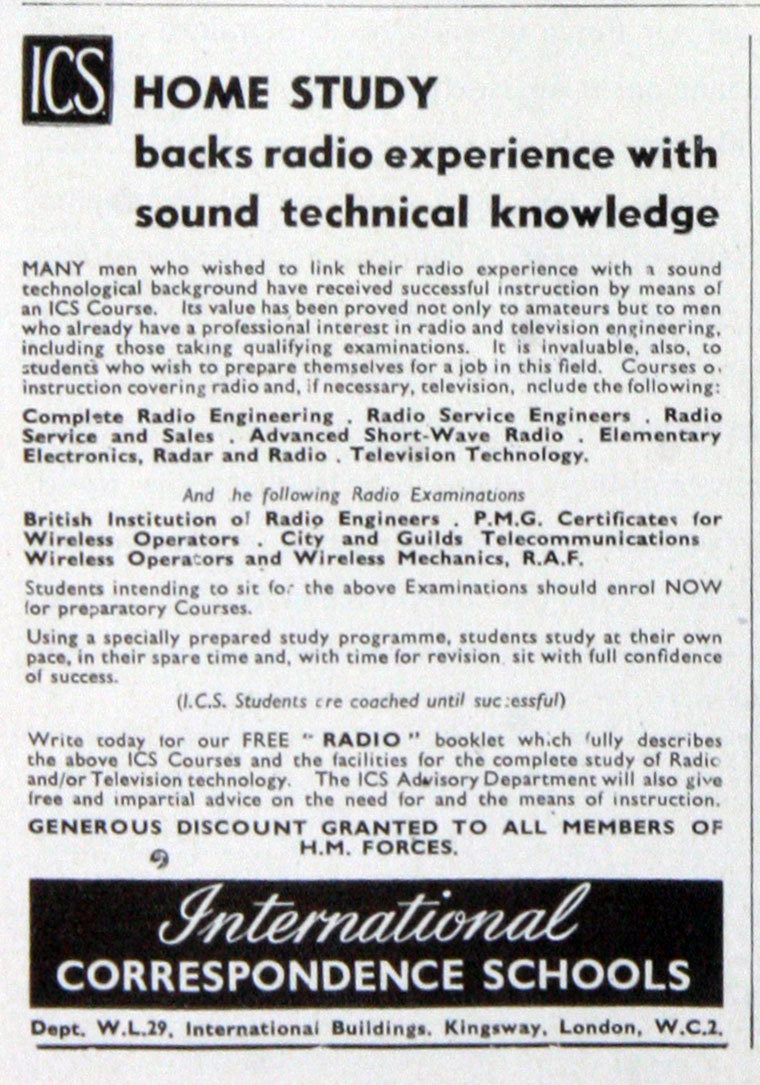 I.C.S.
HOME STUDY
backs radio experience with
sound technical knowledge
MANY men who wished to link their radio experience with a sound
technological background have received successful instruction by means of
an ICS Course. Its value has been proved not only to amateurs but to men
who already have a professional interest in radio and television engineering,
including those taking qualifying examinations. It is invaluable, also, to
students who wish to prepare themselves for a job in this field. Courses o.
instruction covering radio and, if necessary, television, nclude the following:
Complete Radio Engineering . Radio Service Engineers . Radio
Service and Sales . Advanced Short-Wave Radio . Elementary
Electronics, Radar and Radio . Television Technology.
And he following Radio Examinations
British Institution of Radio Engineers . P.M.G. Certificates for
Wireless Operators . City and Guilds Telecommunications
Wireless Operators and Wireless Mechanics, R.A.F.
Students intending to sit for the above Examinations should enrol NOW
for preparatory Courses.
Using a specially prepared study programme, students study at their own
pace, in their spare time and, with time for revision sit with full confidence
of success.
(I.C.S. Students are coached until successful)
Write today for our FREE "RADIO" booklet which fully describes
the above ICS Courses and the facilities for the complete study of Radio
and/or Television technology. The ICS Advisory Department will also give
free and impartial advice on the need for and the means of instruction.
GENEROUS DISCOUNT GRANTED TO ALL MEMBERS OF
H.M. FORCES.
International
CORRESPONDENCE SCHOOLS
Dept. W.L.29, International Buildings. Kingsway, London, W.C.2.